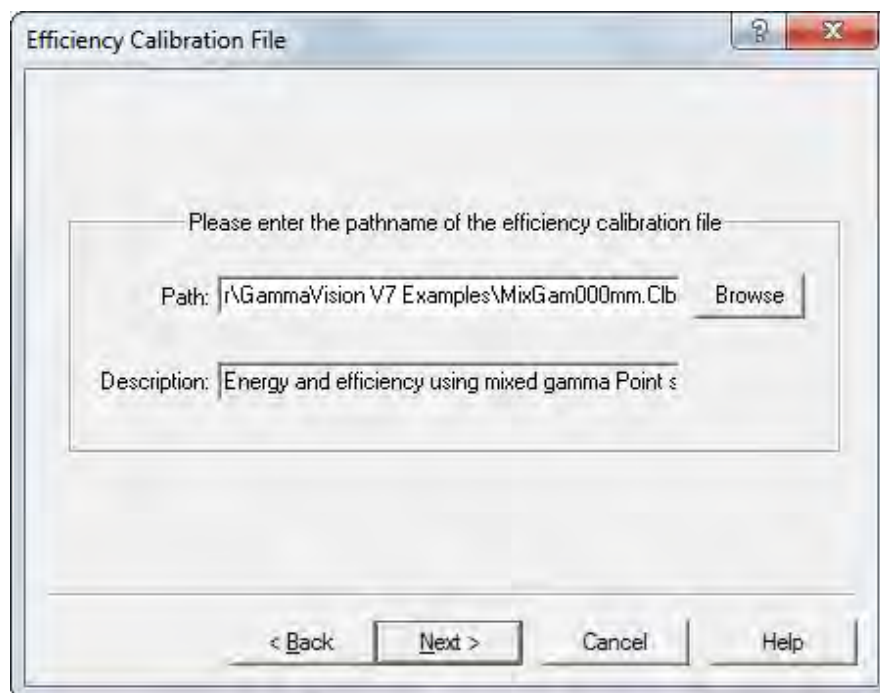 Efficiency Calibration File
Please enter the pathname of the efficiency calibration file
Path: r\GammaVision V7 Examples\MixGam000mm.Clb Browse
Description: Energy and efficiency using mixed gamma Point s
< Back Next > Cancel Help